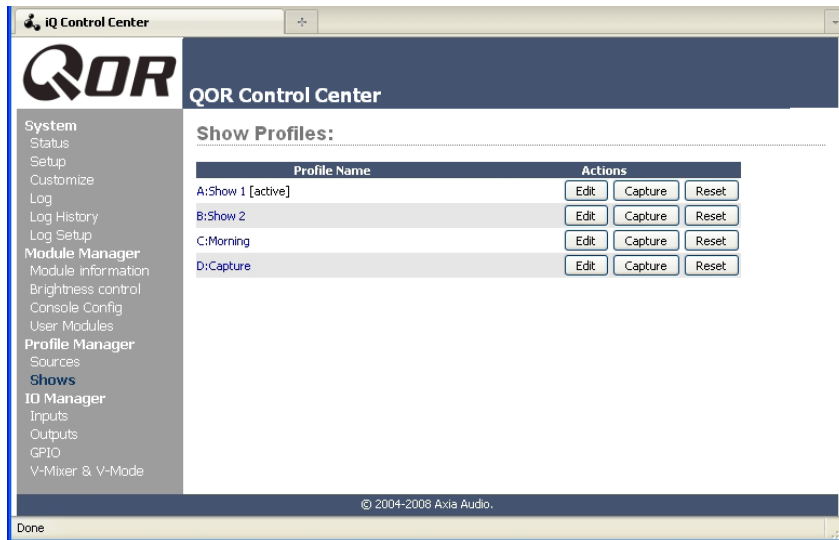 iQ Control Center
QOR
QOR Control Center
System
Status
Setup
Customize
Log
Log History
Log Setup
Module Manager
Module information
Brightness control
Console Config
User Modules
Profile Manager
Sources
Shows
IO Manager
Inputs
Outputs
GPIO
V-Mixer & V-Mode
Show Profiles:
Profile Name Actions
A:Show 1 [active] Edit Capture Reset
B:Show 2 Edit Capture Reset
C:Morning Edit Capture Reset
D:Capture Edit Capture Reset
© 2004-2008 Axia Audio.
Done